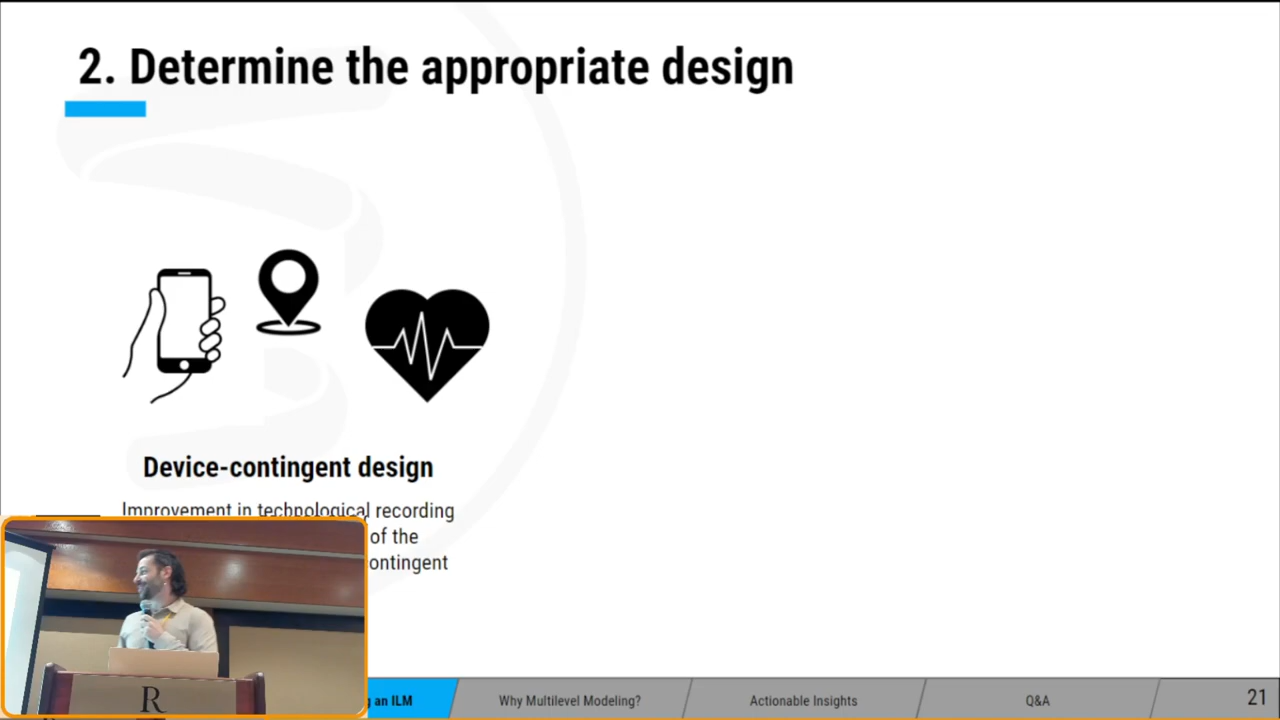 2. Determine the appropriate design
Device-contingent design
Improvement in technological recording
of the
ontingent
R
g an ILM
Why Multilevel Modeling?
Actionable Insights
Q&A
21